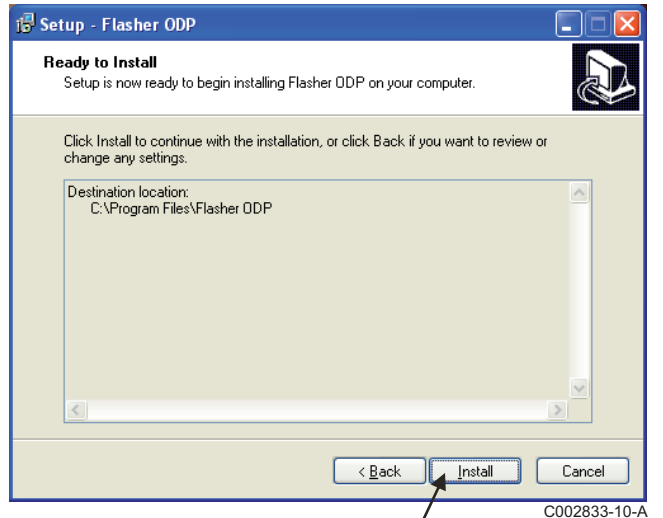 Setup - Flasher ODP
Ready to Install
Setup is now ready to begin installing Flasher ODP on your computer.
Click Install to continue with the installation, or click Back if you want to review or
change any settings.
Destination location:
C:\Program Files\Flasher ODP
< Back
Install
Cancel
C002833-10-A